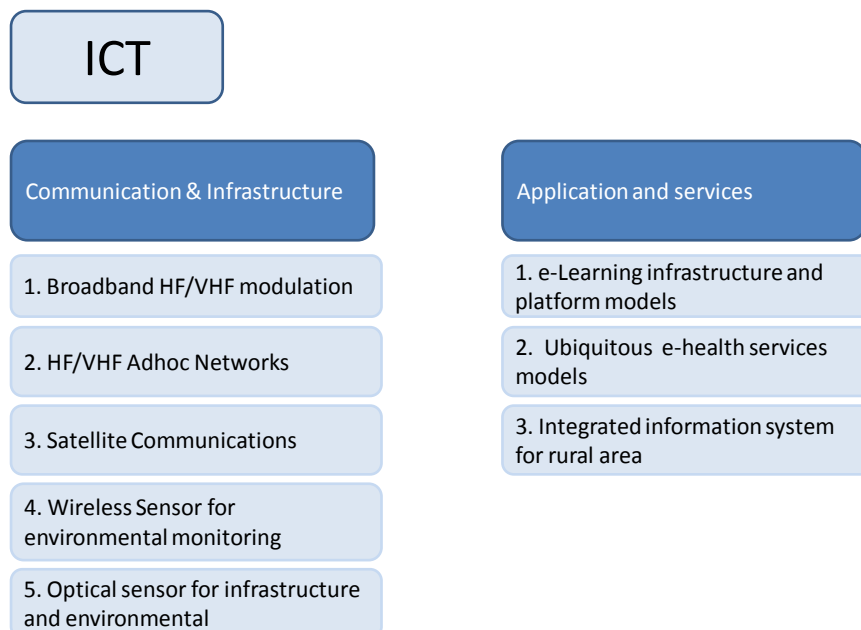 ICT
Communication & Infrastructure
1. Broadband HF/VHF modulation
2. HF/VHF Adhoc Networks
3. Satellite Communications
4. Wireless Sensor for
environmental monitoring
5. Optical sensor for infrastructure
and environmental
Application and services
1. e-Learning infrastructure and
platform models
2. Ubiquitous e-health services
models
3. Integrated information system
for rural area